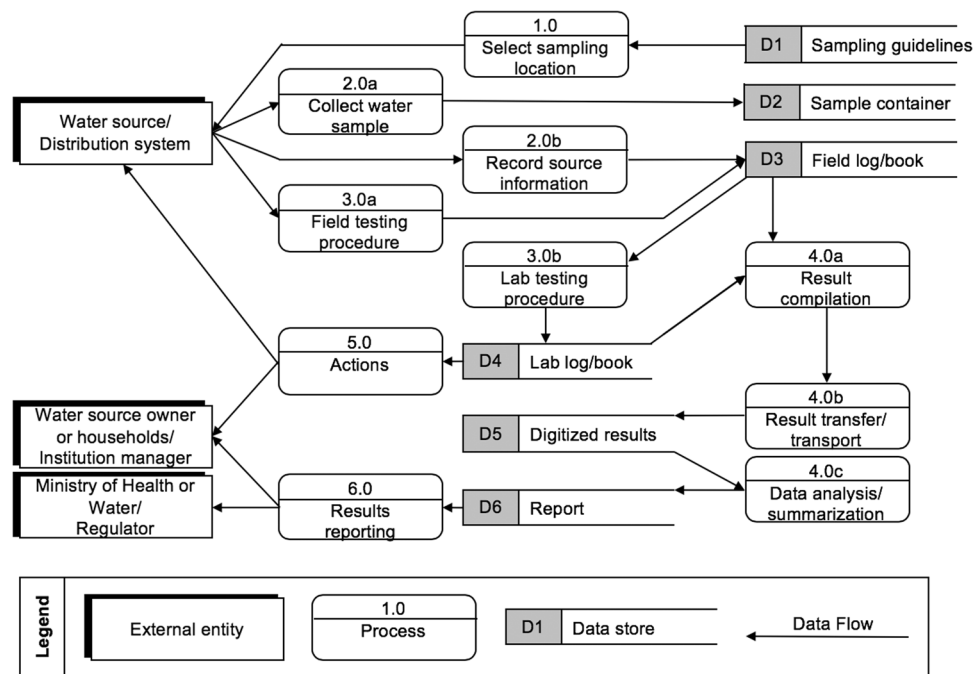 1.0
Select sampling
location
D1
Sampling guidelines
2.0a
Collect water
sample
D2
Sample container
Water source/
Distribution system
2.0b
Record source
information
D3
Field log/book
3.0a
Field testing
procedure
3.0b
Lab testing
procedure
4.0a
Result
compilation
5.0
Actions
D4
Lab log/book
4.0b
Result transfer/
transport
Water source owner
or households/
Institution manager
D5
Digitized results
4.0c
Data analysis/
summarization
Ministry of Health or
Water/
Regulator
6.0
Results
reporting
D6
Report
Legend
External entity
1.0
Process
D1
Data store
Data Flow